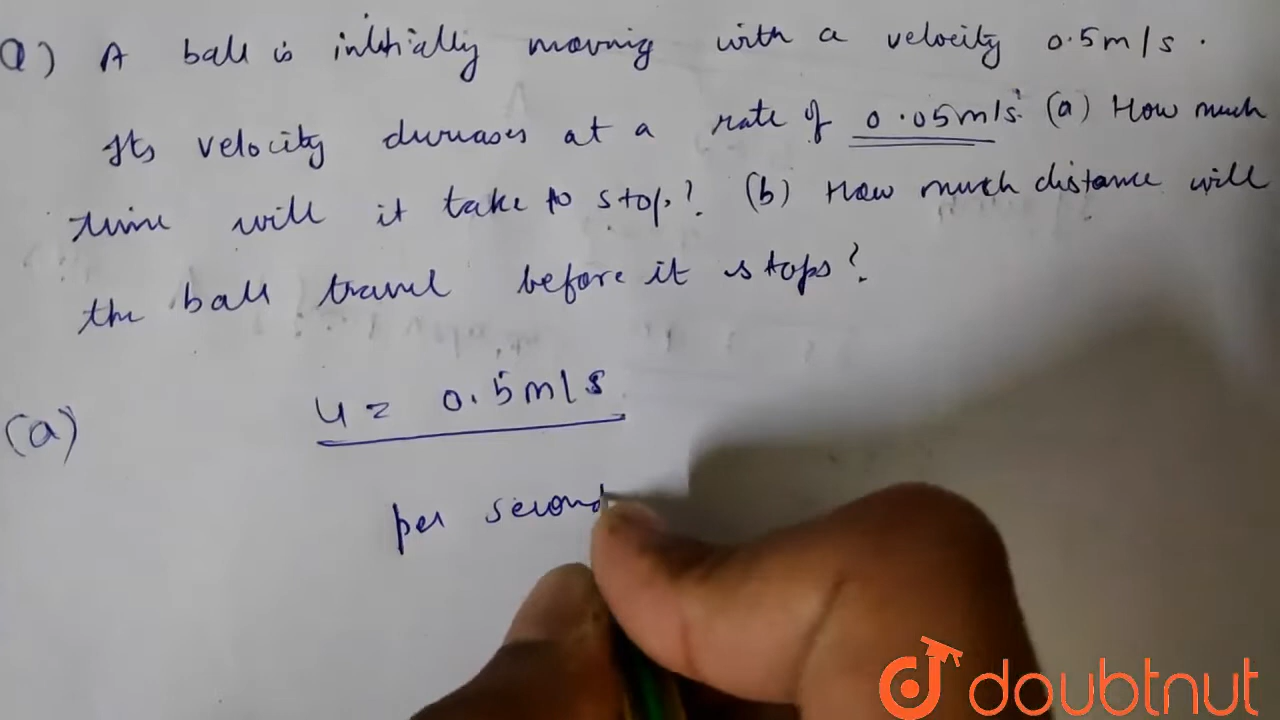 Q) A ball is initially moving with a velocity 0.5m/s.
Its velocity decreases at a rate of 0.05m/s². (a) How much
time will it take to stop? (b) How much distance will
the ball travel before it stops?
(a) u = 0.5m/s
per second
doubtnut